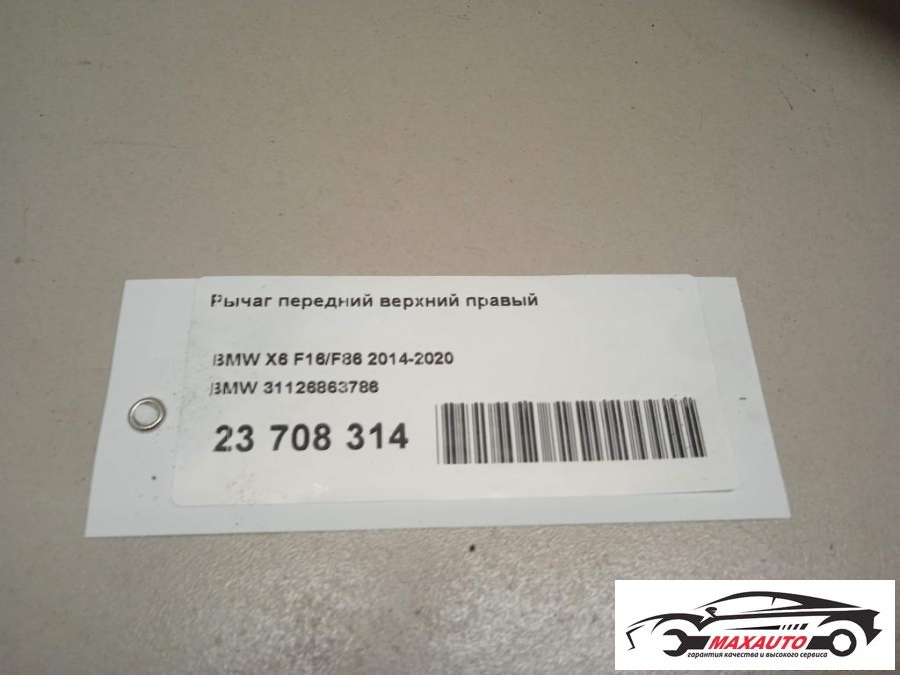 Рычаг передний верхний правый
BMW X6 F16/F86 2014-2020
BMW 31126863786
23 708 314
MAXAUTO
гарантия качества и высокого сервиса